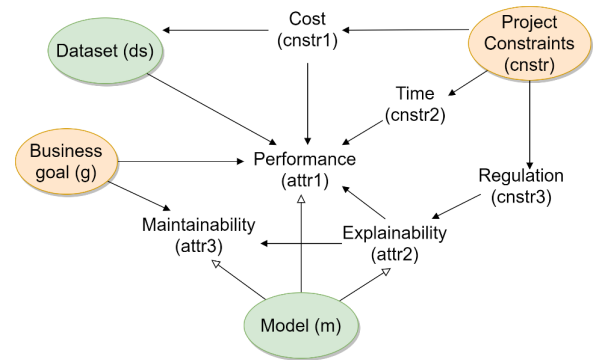 Cost
(cnstr1)
Project
Constraints
(cnstr)
Dataset (ds)
Time
(cnstr2)
Business
goal (g)
Performance
(attr1)
Regulation
(cnstr3)
Maintainability
(attr3)
Explainability
(attr2)
Model (m)